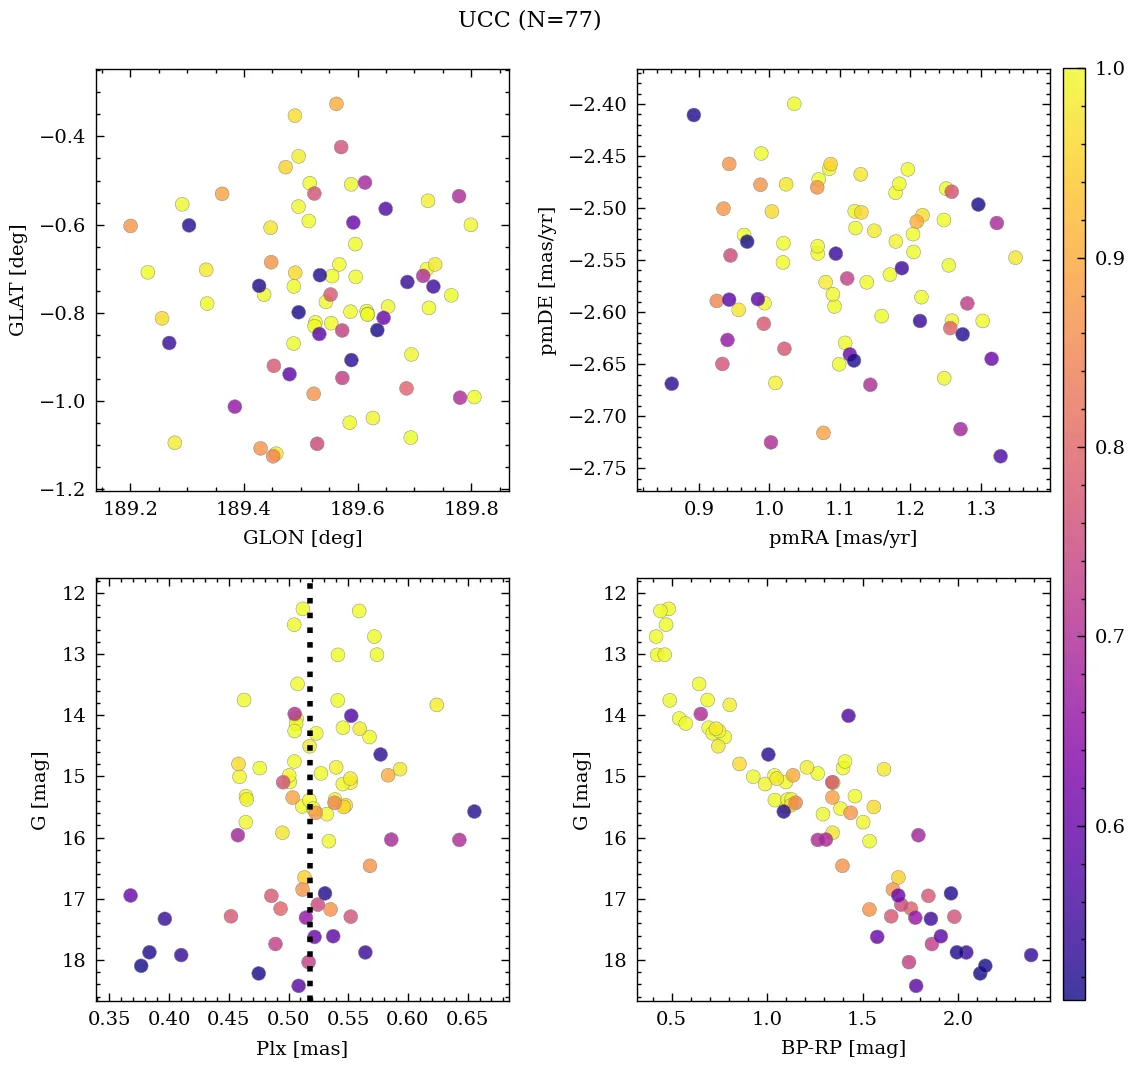 UCC (N=77)
−0.4
−0.6
−0.8
−1.0
−1.2
GLAT [deg]
189.2 189.4 189.6 189.8
GLON [deg]
−2.40
−2.45
−2.50
−2.55
−2.60
−2.65
−2.70
−2.75
pmDE [mas/yr]
0.9 1.0 1.1 1.2 1.3
pmRA [mas/yr]
12
13
14
15
16
17
18
G [mag]
0.35 0.40 0.45 0.50 0.55 0.60 0.65
Plx [mas]
12
13
14
15
16
17
18
G [mag]
0.5 1.0 1.5 2.0
BP-RP [mag]
1.0
0.9
0.8
0.7
0.6